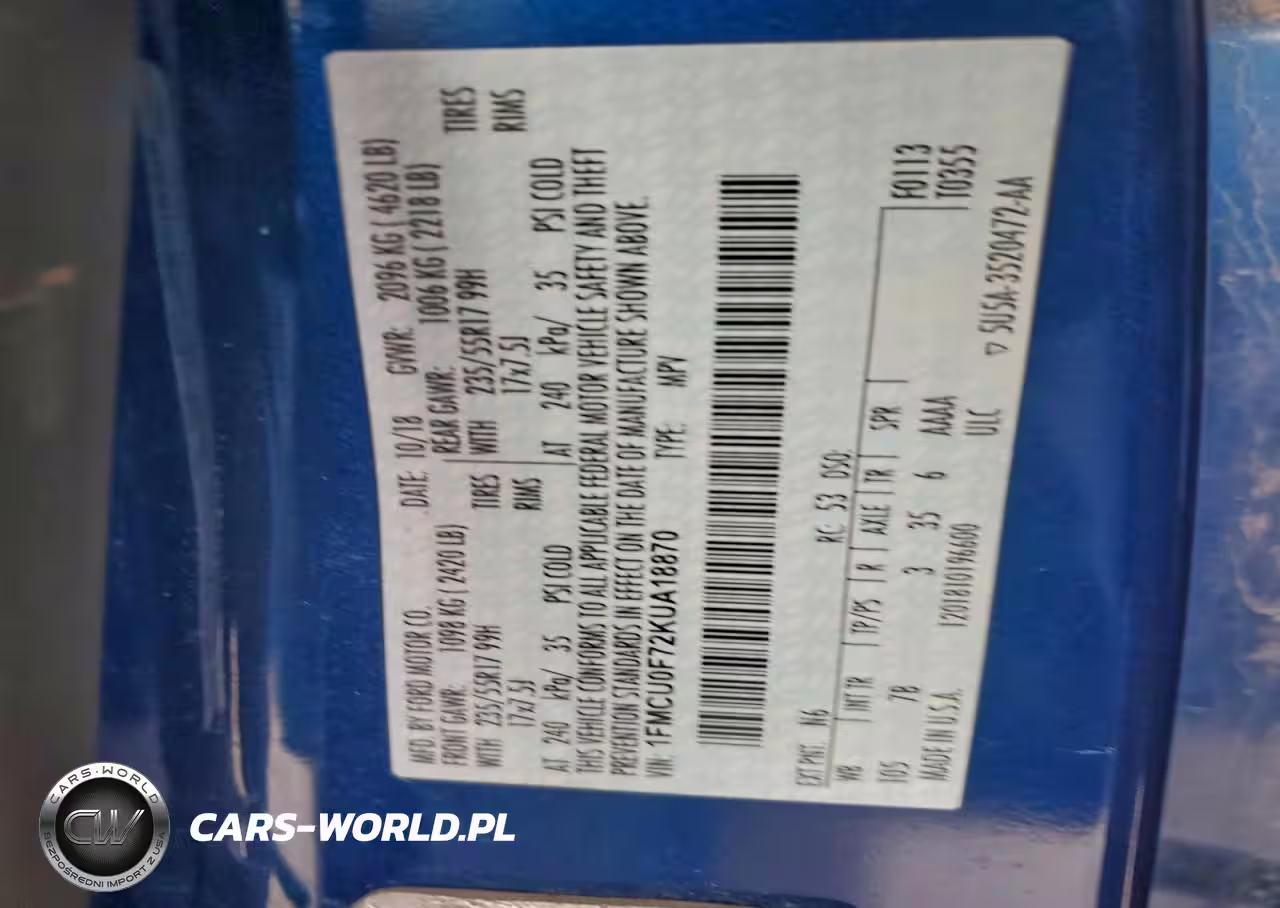 MFD. BY FORD MOTOR CO.
DATE: 10/18 GVWR: 2096 KG ( 4620 LB)
FRONT GAWR: 1098 KG ( 2420 LB)
REAR GAWR: 1006 KG ( 2218 LB)
WITH 235/55R17 99H TIRES
WITH 235/55R17 99H TIRES
17x7.5J RIMS
17x7.5J RIMS
AT 240 kPa/ 35 PSI COLD
AT 240 kPa/ 35 PSI COLD
THIS VEHICLE CONFORMS TO ALL APPLICABLE FEDERAL MOTOR VEHICLE SAFETY AND THEFT
PREVENTION STANDARDS IN EFFECT ON THE DATE OF MANUFACTURE SHOWN ABOVE.
VIN: 1FMCU0F72KUA18870 TYPE: MPV
EXT PNT: N6 RC: 53 DSO:
WB INT TR TP/PS R AXLE TR SPR
F0113
T0355
105 7B 3 35 6 AAAA
MADE IN U.S.A. 1201810196600 ULC
▽ 5U5A-3520472-AA
CARS-WORLD
CW
BEZPOŚREDNI IMPORT Z USA
CARS-WORLD.PL